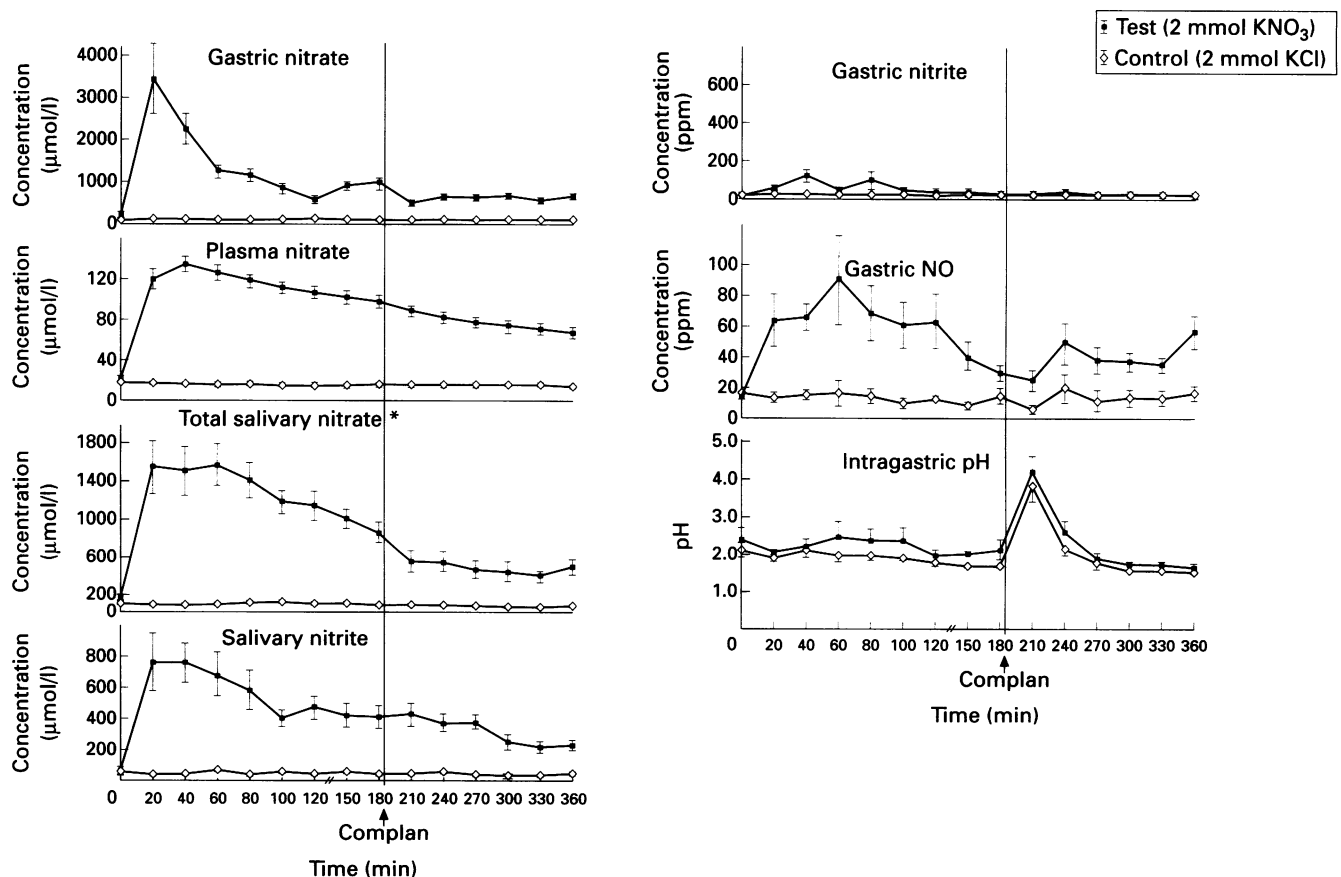 Test (2 mmol KNO₃)
Control (2 mmol KCl)
Gastric nitrate
Concentration
(μmol/l)
4000
3000
2000
1000
0
Plasma nitrate
Concentration
(μmol/l)
120
80
40
0
Total salivary nitrate *
Concentration
(μmol/l)
1800
1400
1000
600
200
0
Salivary nitrite
Concentration
(μmol/l)
800
600
400
200
0 20 40 60 80 100 120 150 180 210 240 270 300 330 360
Complan
Time (min)
Gastric nitrite
Concentration
(ppm)
600
400
200
0
Gastric NO
Concentration
(ppm)
100
80
60
40
20
0
Intragastric pH
pH
5.0
4.0
3.0
2.0
1.0
0 20 40 60 80 100 120 150 180 210 240 270 300 330 360
Complan
Time (min)